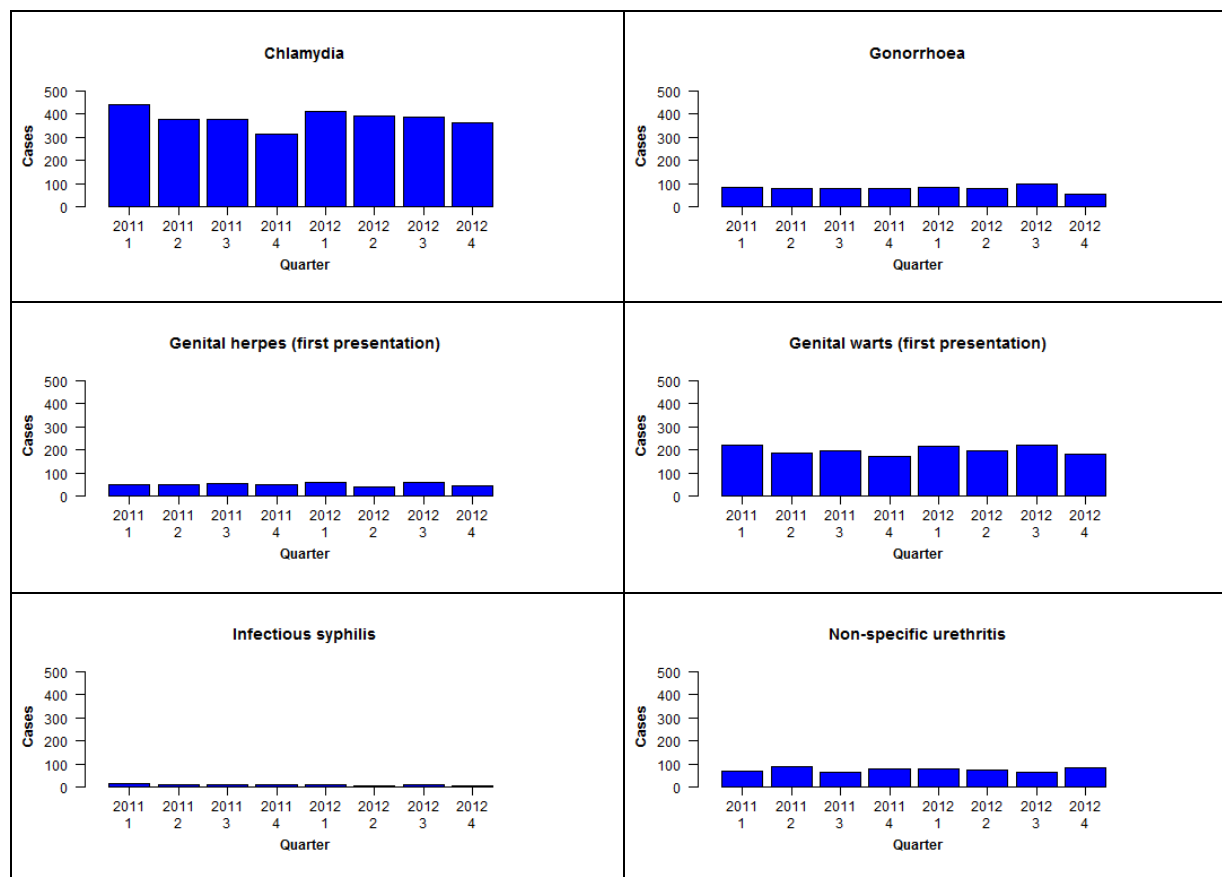 Chlamydia
Cases
500
400
300
200
100
0
2011 2011 2011 2011 2012 2012 2012 2012
1 2 3 4 1 2 3 4
Quarter
Gonorrhoea
Cases
500
400
300
200
100
0
2011 2011 2011 2011 2012 2012 2012 2012
1 2 3 4 1 2 3 4
Quarter
Genital herpes (first presentation)
Cases
500
400
300
200
100
0
2011 2011 2011 2011 2012 2012 2012 2012
1 2 3 4 1 2 3 4
Quarter
Genital warts (first presentation)
Cases
500
400
300
200
100
0
2011 2011 2011 2011 2012 2012 2012 2012
1 2 3 4 1 2 3 4
Quarter
Infectious syphilis
Cases
500
400
300
200
100
0
2011 2011 2011 2011 2012 2012 2012 2012
1 2 3 4 1 2 3 4
Quarter
Non-specific urethritis
Cases
500
400
300
200
100
0
2011 2011 2011 2011 2012 2012 2012 2012
1 2 3 4 1 2 3 4
Quarter